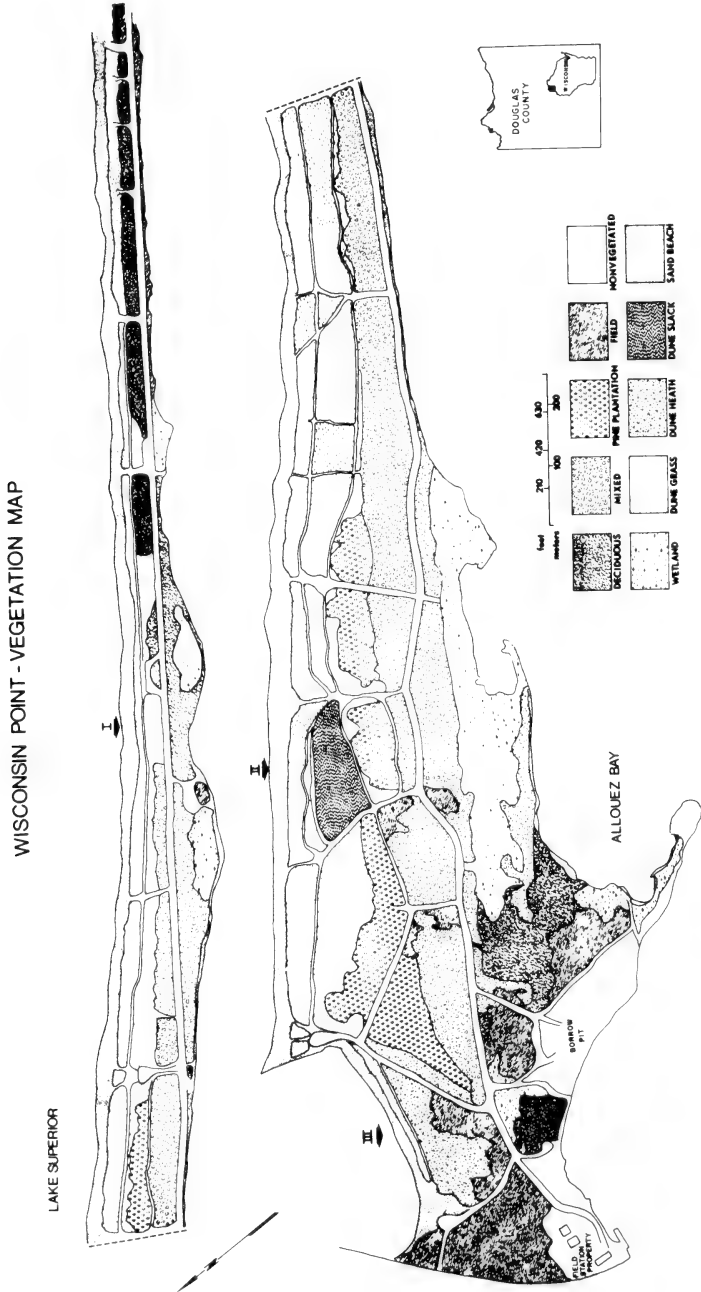 WISCONSIN POINT - VEGETATION MAP
LAKE SUPERIOR
I
II
III
ALLOUEZ BAY
BORROW
PIT
FIELD
STATION
PROPERTY
DOUGLAS
COUNTY
WISCONSIN
feet 210 420 630
meters 100 200
DECIDUOUS
MIXED
PINE PLANTATION
FIELD
NONVEGETATED
WETLAND
DUNE GRASS
DUNE HEATH
DUNE SLACK
SAND BEACH